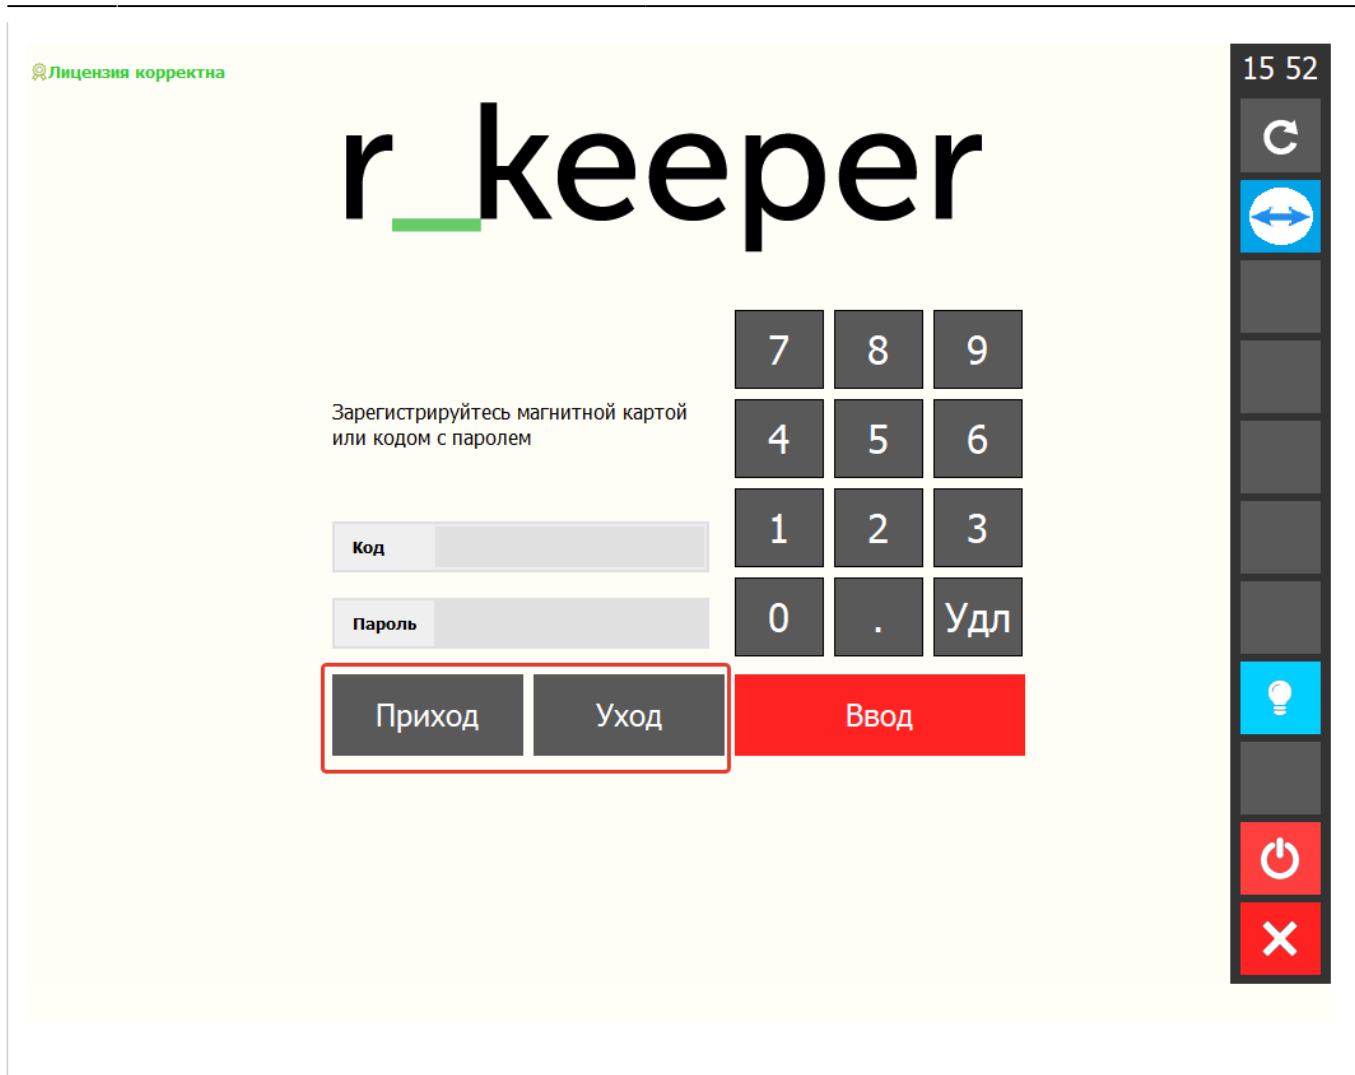 Лицензия корректна
15 52
r_keeper
Зарегистрируйтесь магнитной картой
или кодом с паролем
Код
Пароль
7 8 9
4 5 6
1 2 3
0 . Удл
Приход Уход Ввод